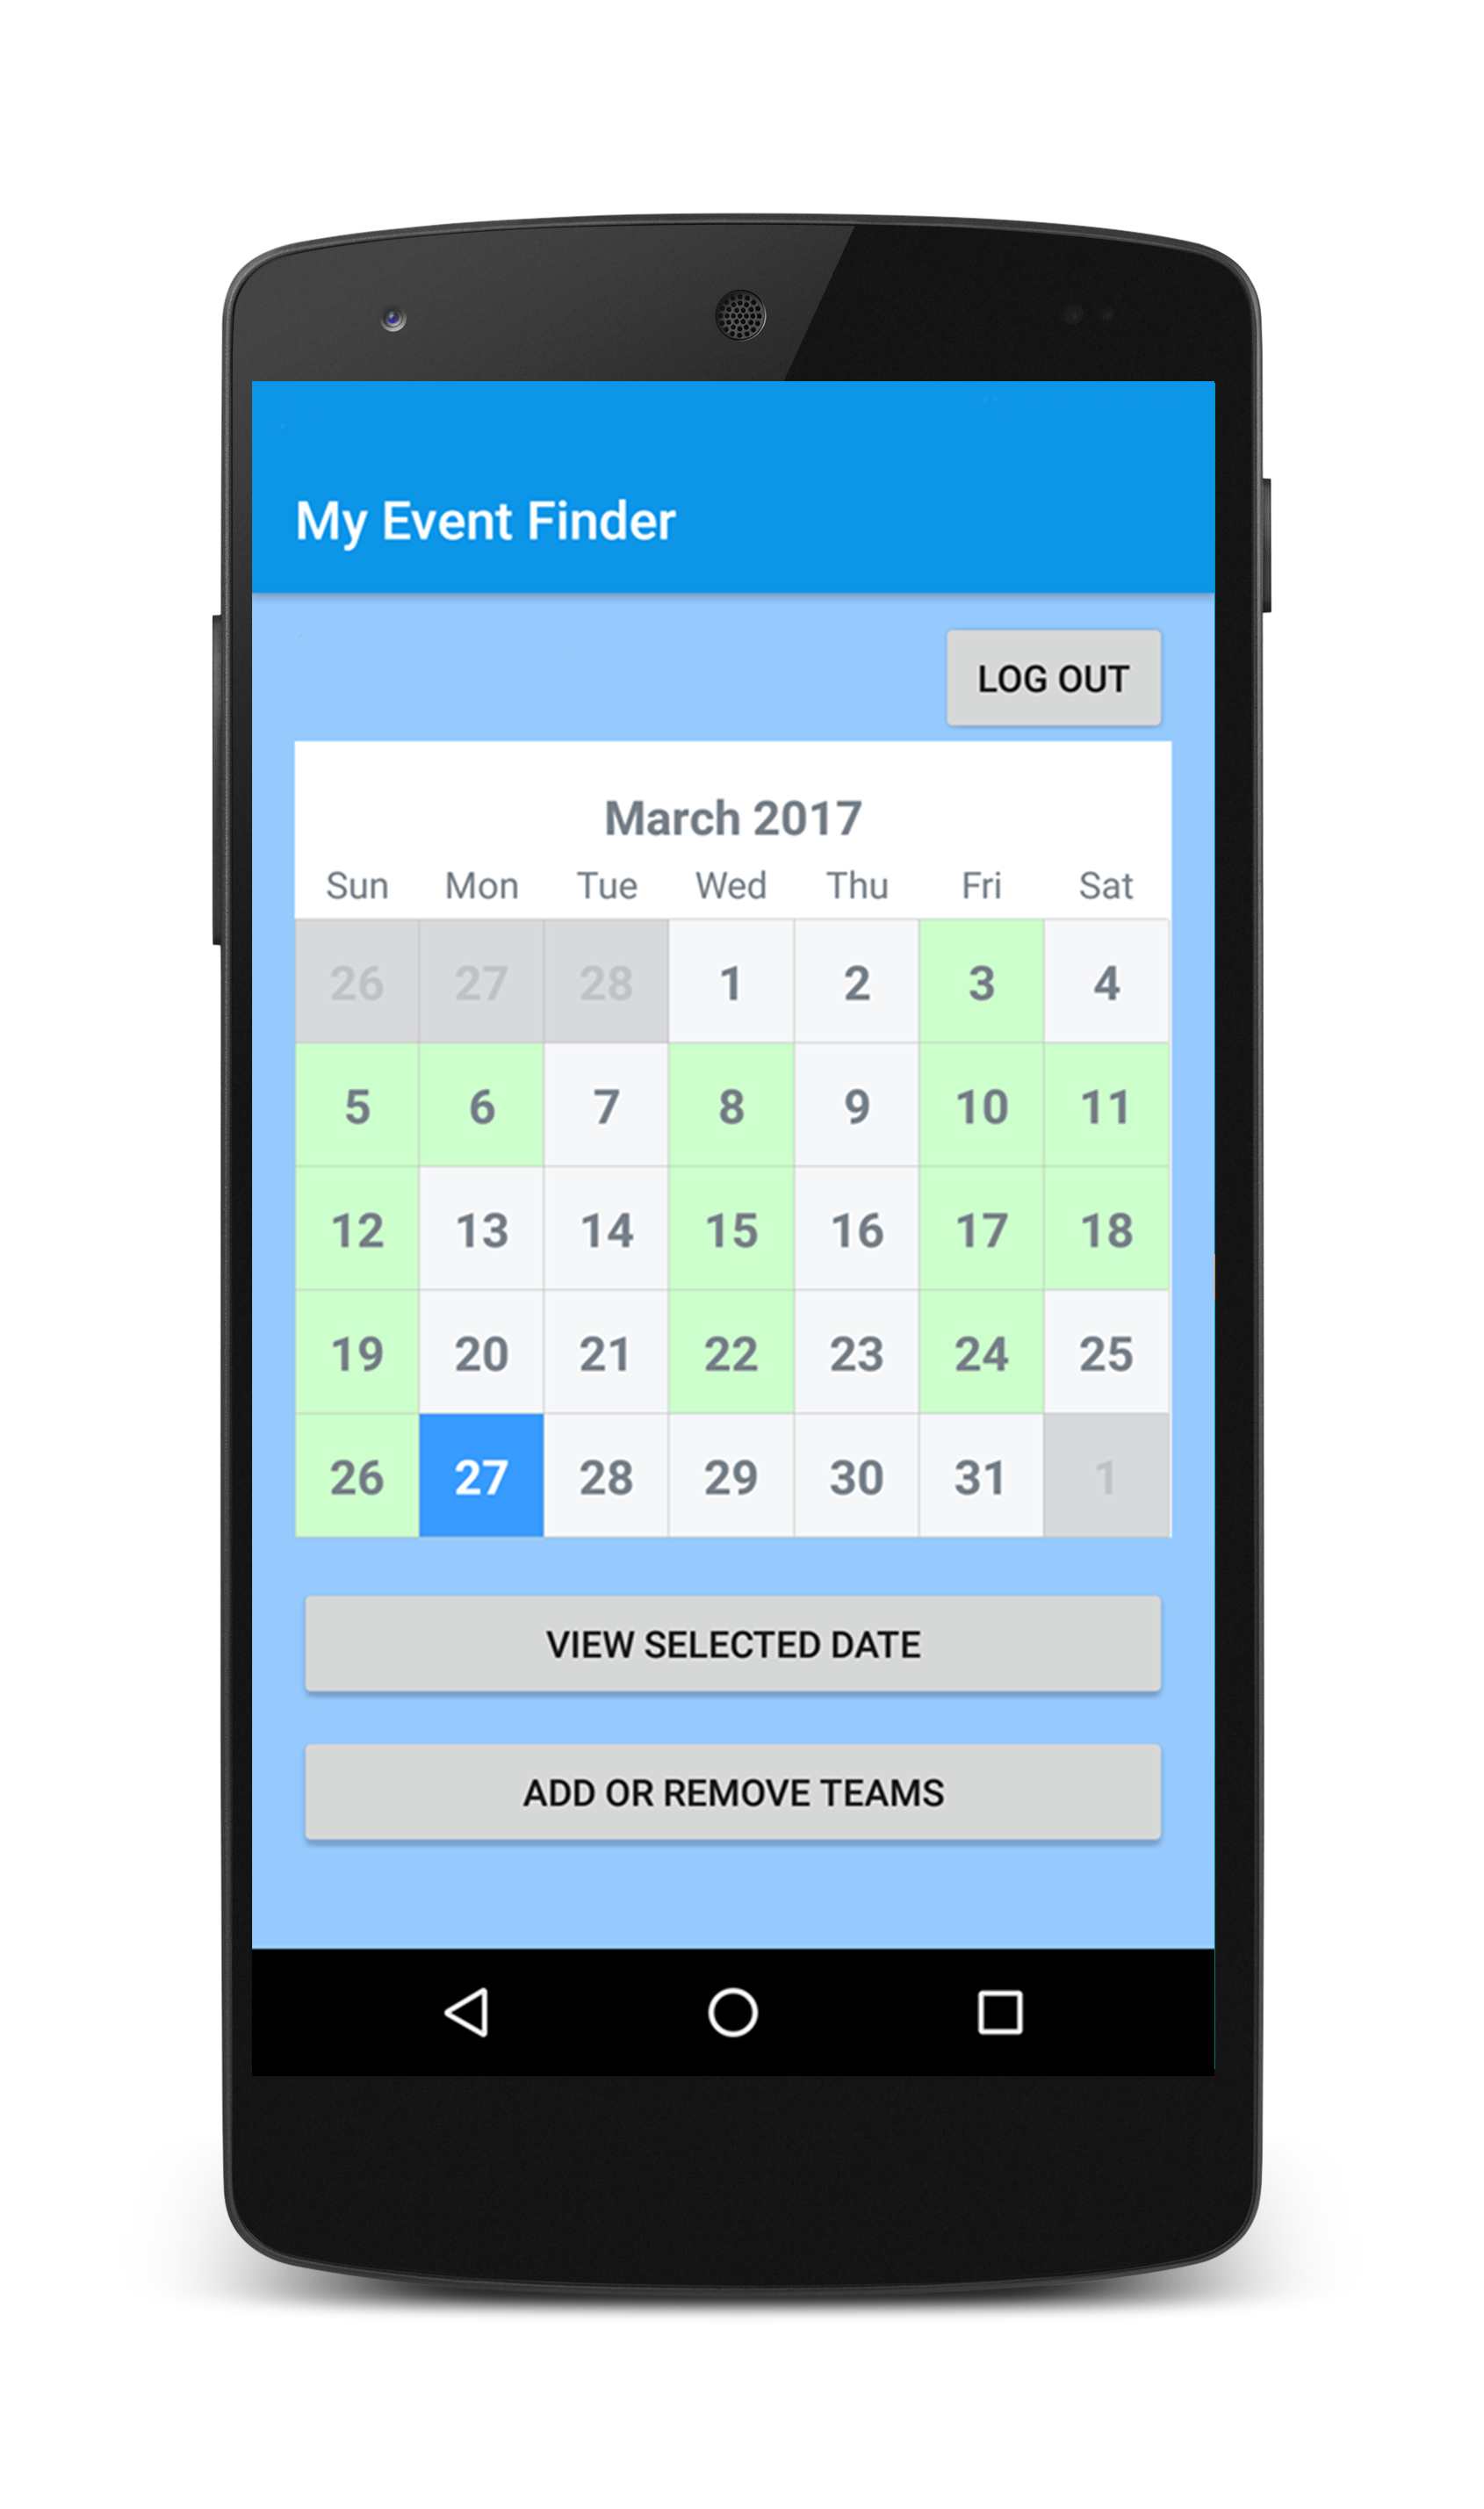 My Event Finder
LOG OUT
March 2017
Sun Mon Tue Wed Thu Fri Sat
26 27 28 1 2 3 4
5 6 7 8 9 10 11
12 13 14 15 16 17 18
19 20 21 22 23 24 25
26 27 28 29 30 31 1
VIEW SELECTED DATE
ADD OR REMOVE TEAMS